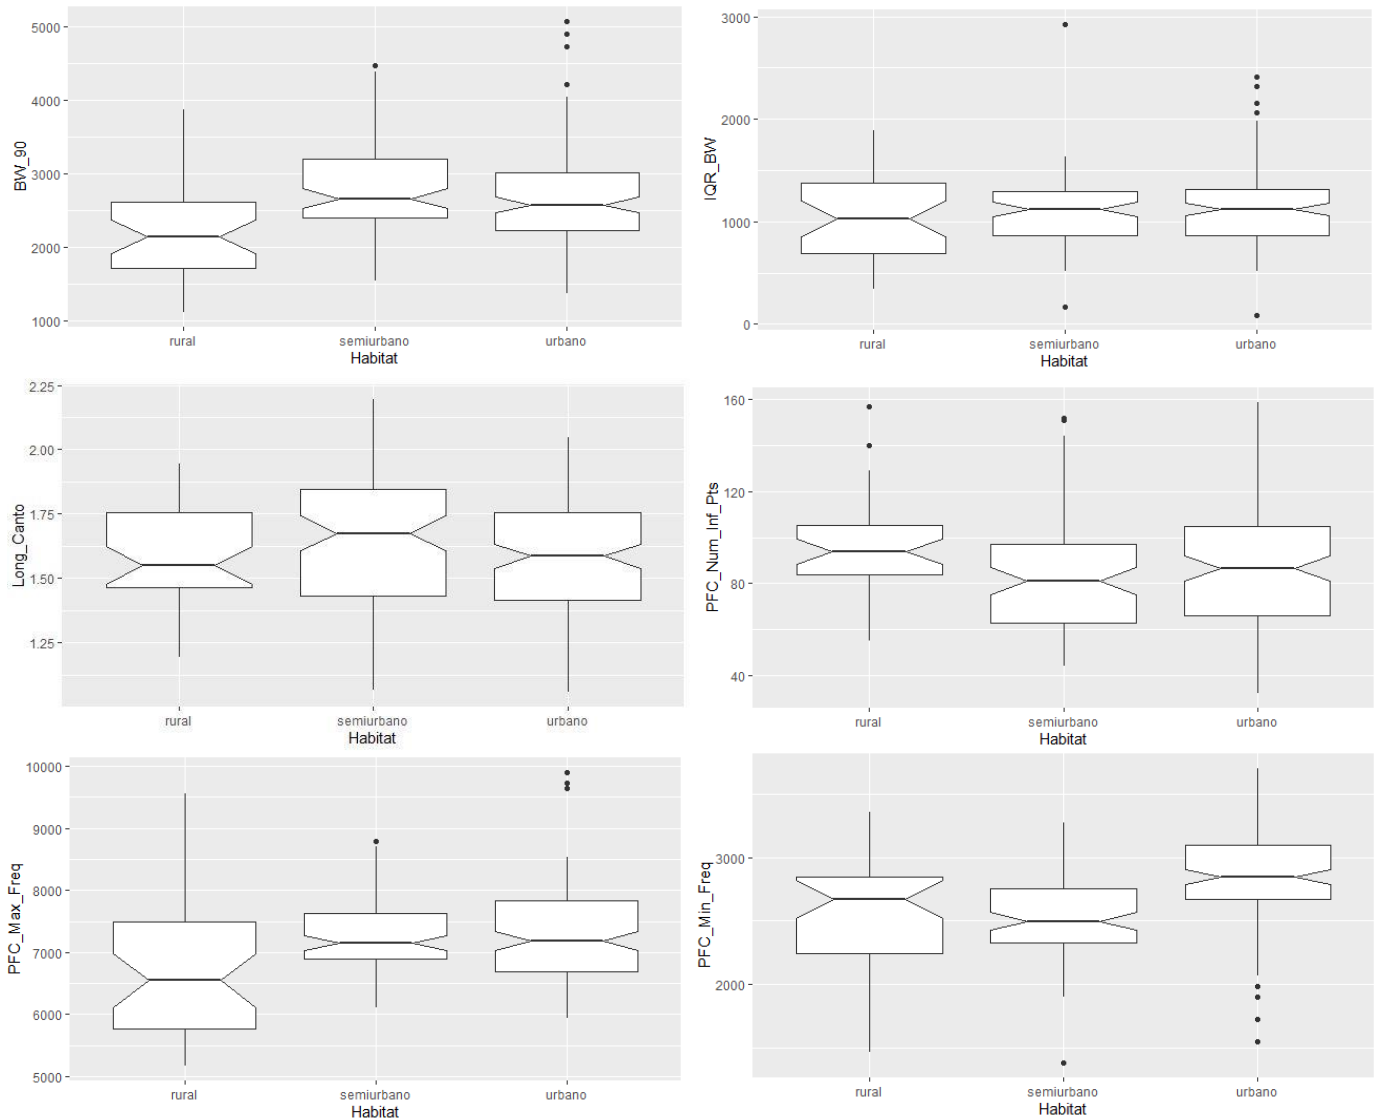 BW_90
5000
4000
3000
2000
1000
rural semiurbano urbano
Habitat
IQR_BW
3000
2000
1000
0
rural semiurbano urbano
Habitat
Long_Canto
2.25
2.00
1.75
1.50
1.25
rural semiurbano urbano
Habitat
PFC_Num_Inf_Pts
160
120
80
40
rural semiurbano urbano
Habitat
PFC_Max_Freq
10000
9000
8000
7000
6000
5000
rural semiurbano urbano
Habitat
PFC_Min_Freq
3000
2000
rural semiurbano urbano
Habitat